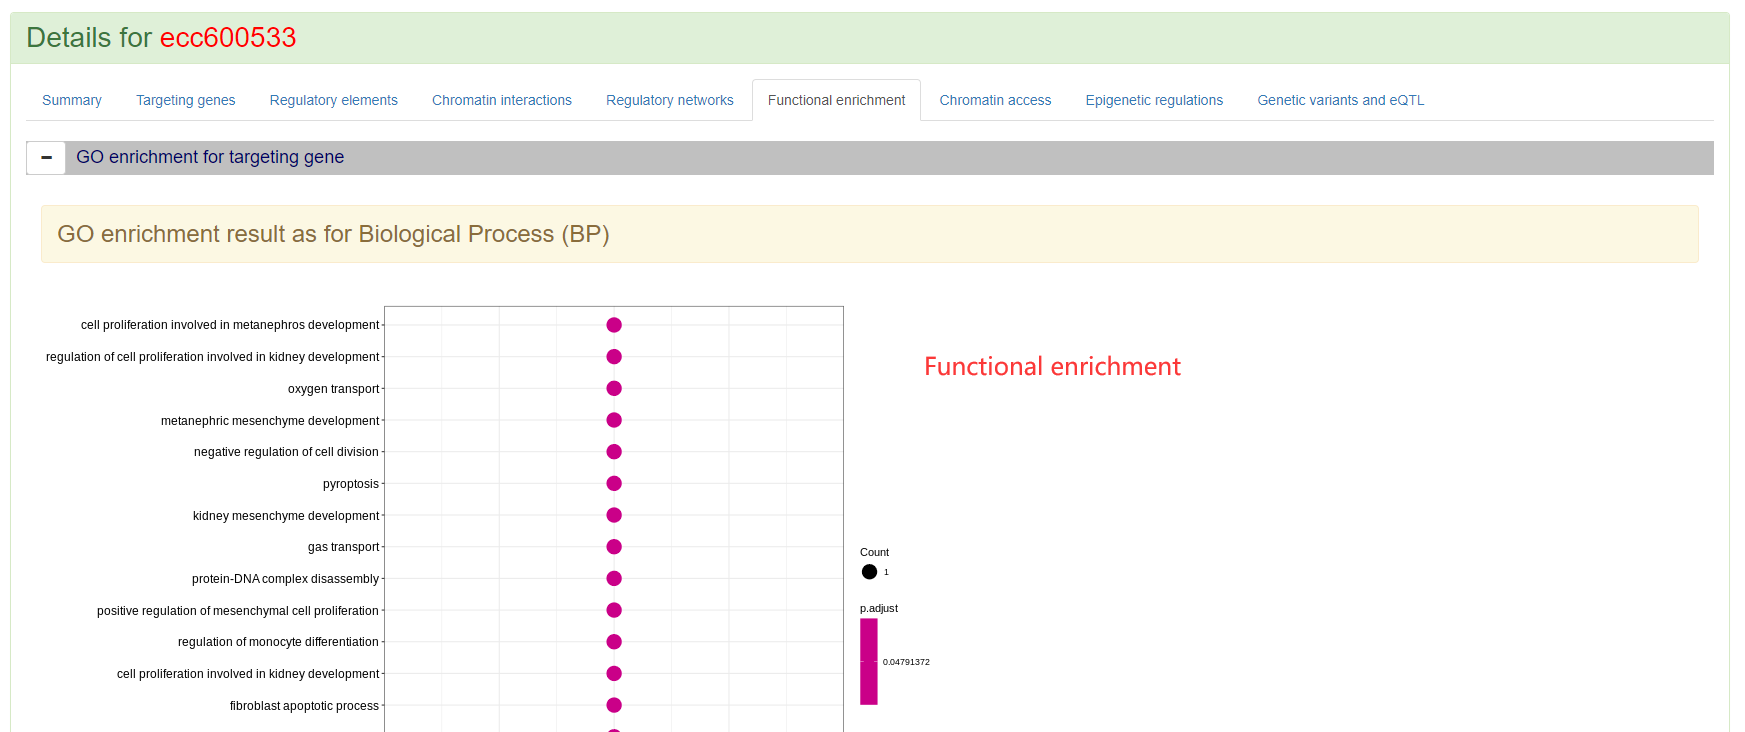 Details for ecc600533
Summary Targeting genes Regulatory elements Chromatin interactions Regulatory networks Functional enrichment Chromatin access Epigenetic regulations Genetic variants and eQTL
GO enrichment for targeting gene
GO enrichment result as for Biological Process (BP)
cell proliferation involved in metanephros development
regulation of cell proliferation involved in kidney development
Functional enrichment
oxygen transport
metanephric mesenchyme development
negative regulation of cell division
pyroptosis
kidney mesenchyme development
gas transport
Count
1
protein-DNA complex disassembly
positive regulation of mesenchymal cell proliferation
p.adjust
regulation of monocyte differentiation
0.04791372
cell proliferation involved in kidney development
fibroblast apoptotic process